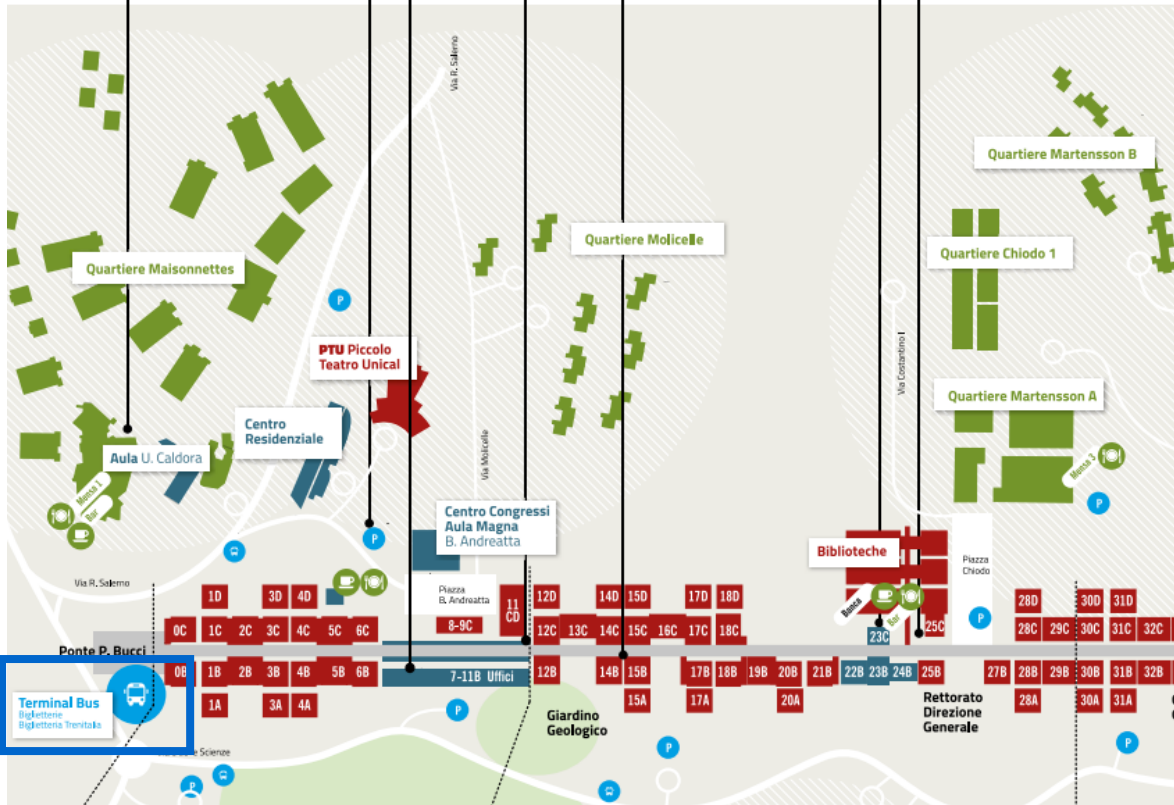 Via R. Salerno
Quartiere Martensson B
Quartiere Molicelle
Quartiere Chiodo 1
Quartiere Maisonnettes
P
PTU Piccolo
Teatro Unical
Via Costantino I
Quartiere Martensson A
Centro
Residenziale
Aula U. Caldora
Via Molicelle
Mensa 1
Bar
Mensa 3
P
Centro Congressi
Aula Magna
B. Andreatta
P
Biblioteche
Piazza
Chiodo
Via R. Salerno
Piazza
B. Andreatta
Banca
Bar
P
1D 3D 4D 11 CD 12D 14D 15D 17D 18D 28D 30D 31D
0C 1C 2C 3C 4C 5C 6C 8-9C 12C 13C 14C 15C 16C 17C 18C 23C 25C 28C 29C 30C 31C 32C
Ponte P. Bucci
0B 1B 2B 3B 4B 5B 6B 7-11B Uffici 12B 14B 15B 17B 18B 19B 20B 21B 22B 23B 24B 25B 27B 28B 29B 30B 31B 32B
1A 3A 4A 15A 17A 20A 28A 30A 31A
Terminal Bus
Biglietterie
Biglietteria Trenitalia
P
Giardino
Geologico
Rettorato
Direzione
Generale
P
P
Scienze
P